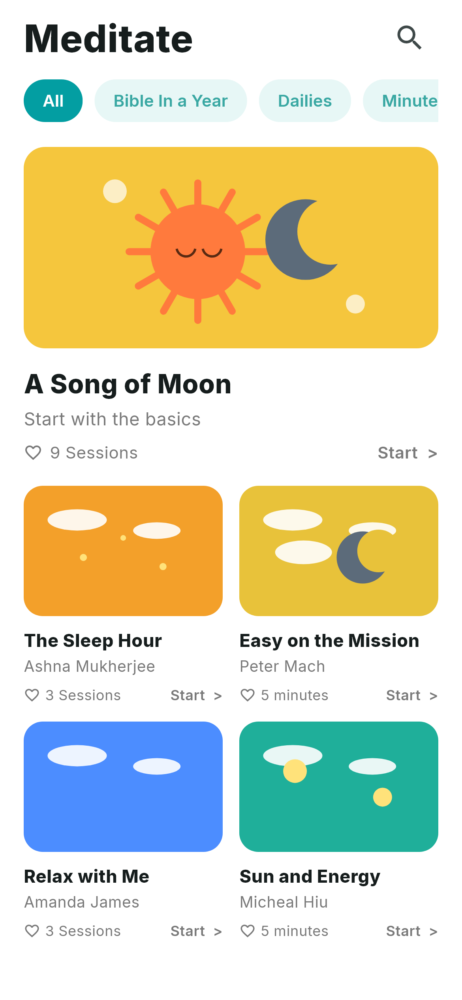 Meditate
All
Bible In a Year
Dailies
Minute
A Song of Moon
Start with the basics
9 Sessions
Start >
The Sleep Hour
Ashna Mukherjee
3 Sessions
Start >
Easy on the Mission
Peter Mach
5 minutes
Start >
Relax with Me
Amanda James
3 Sessions
Start >
Sun and Energy
Micheal Hiu
5 minutes
Start >